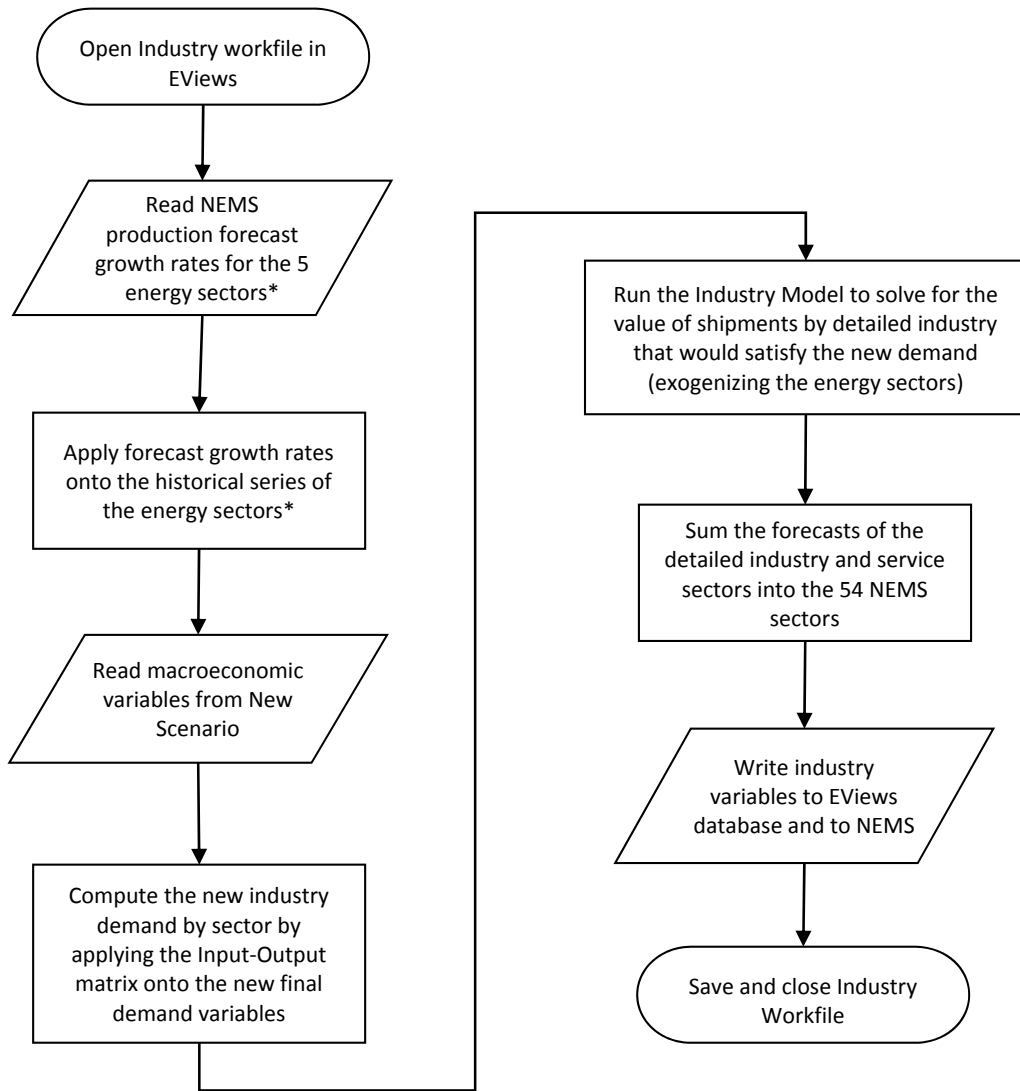 Open Industry workfile in
EViews
Read NEMS
production forecast
growth rates for the 5
energy sectors*
Apply forecast growth rates
onto the historical series of
the energy sectors*
Read macroeconomic
variables from New
Scenario
Compute the new industry
demand by sector by
applying the Input-Output
matrix onto the new final
demand variables
Run the Industry Model to solve for the
value of shipments by detailed industry
that would satisfy the new demand
(exogenizing the energy sectors)
Sum the forecasts of the
detailed industry and service
sectors into the 54 NEMS
sectors
Write industry
variables to EViews
database and to NEMS
Save and close Industry
Workfile